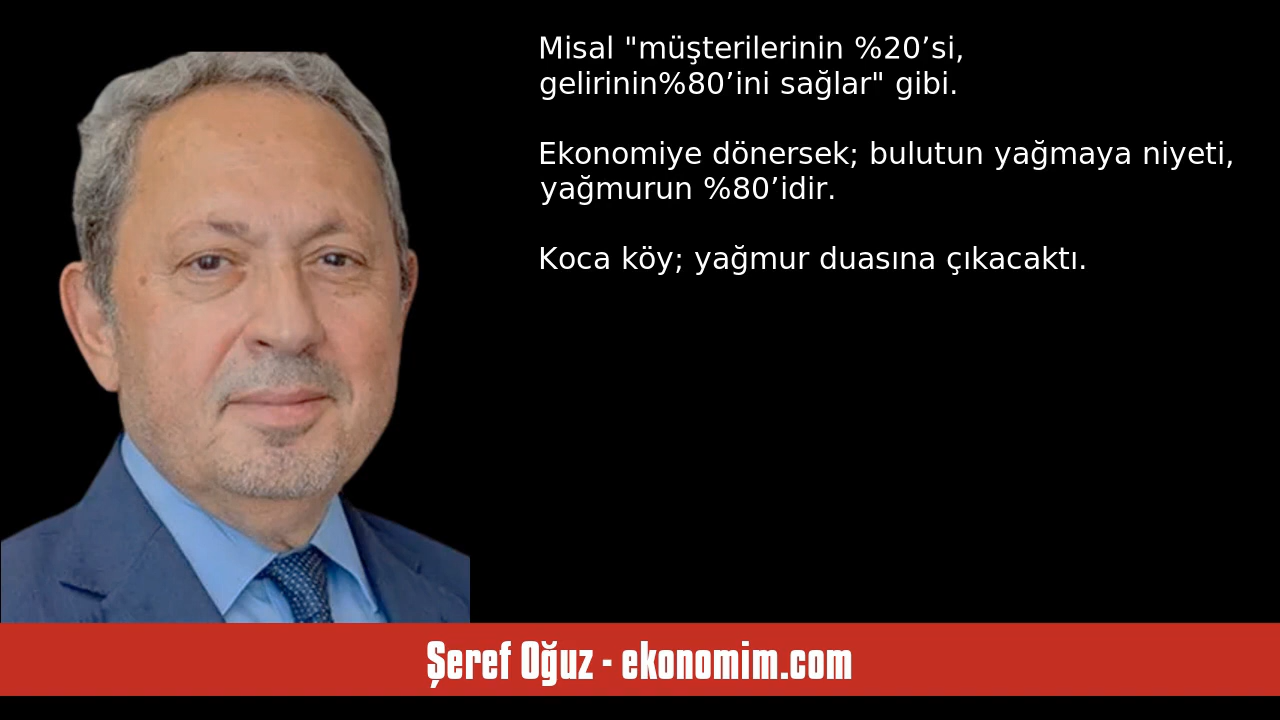 Misal "müşterilerinin %20’si,
gelirinin%80’ini sağlar" gibi.
Ekonomiye dönersek; bulutun yağmaya niyeti,
yağmurun %80’idir.
Koca köy; yağmur duasına çıkacaktı.
Şeref Oğuz - ekonomim.com